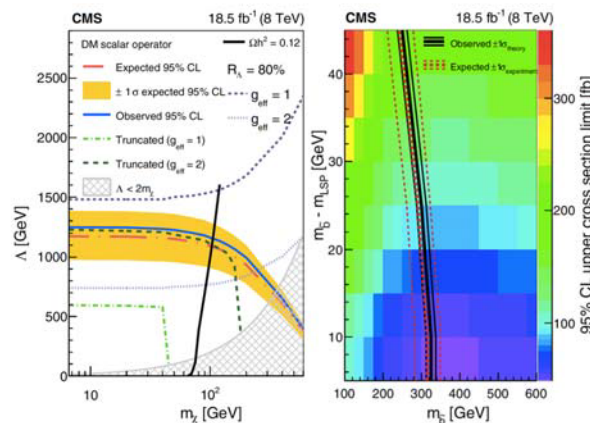 CMS 18.5 fb⁻¹ (8 TeV)
DM scalar operator
Expected 95% CL
± 1σ expected 95% CL
Observed 95% CL
Truncated (g_eff = 1)
Truncated (g_eff = 2)
Λ < 2m_χ
Ωh² = 0.12
R_Λ = 80%
g_eff = 1
g_eff = 2
Λ [GeV]
2500
2000
1500
1000
500
0
10
10²
m_χ [GeV]
CMS 18.5 fb⁻¹ (8 TeV)
Observed ±1σ_theory
Expected ±1σ_experiment
m_b̃ - m_LSP [GeV]
40
30
20
10
100 200 300 400 500 600
m_b̃ [GeV]
300
200
100
95% CL upper cross section limit [fb]